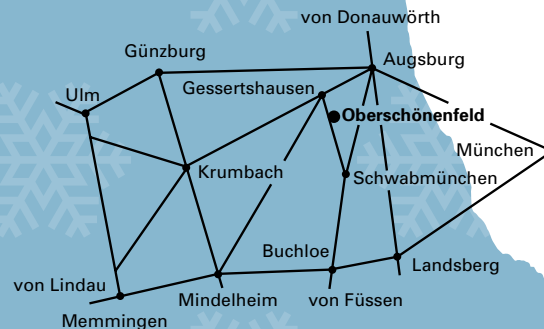 von Donauwörth
Günzburg
Augsburg
Gessertshausen
Ulm
Oberschönenfeld
München
Krumbach
Schwabmünchen
Buchloe
Landsberg
von Lindau
Mindelheim
von Füssen
Memmingen